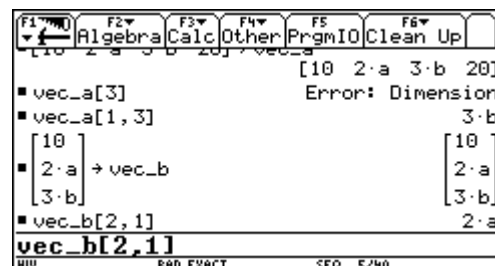 F1 F2 F3 F4 F5 F6
Algebra Calc Other PrgmIO Clean Up
[10 2·a 3·b 20]
vec_a[3] Error: Dimension
vec_a[1,3] 3·b
[10
2·a
3·b] → vec_b [10
2·a
3·b]
vec_b[2,1] 2·a
vec_b[2,1]
RAD EXACT SEQ